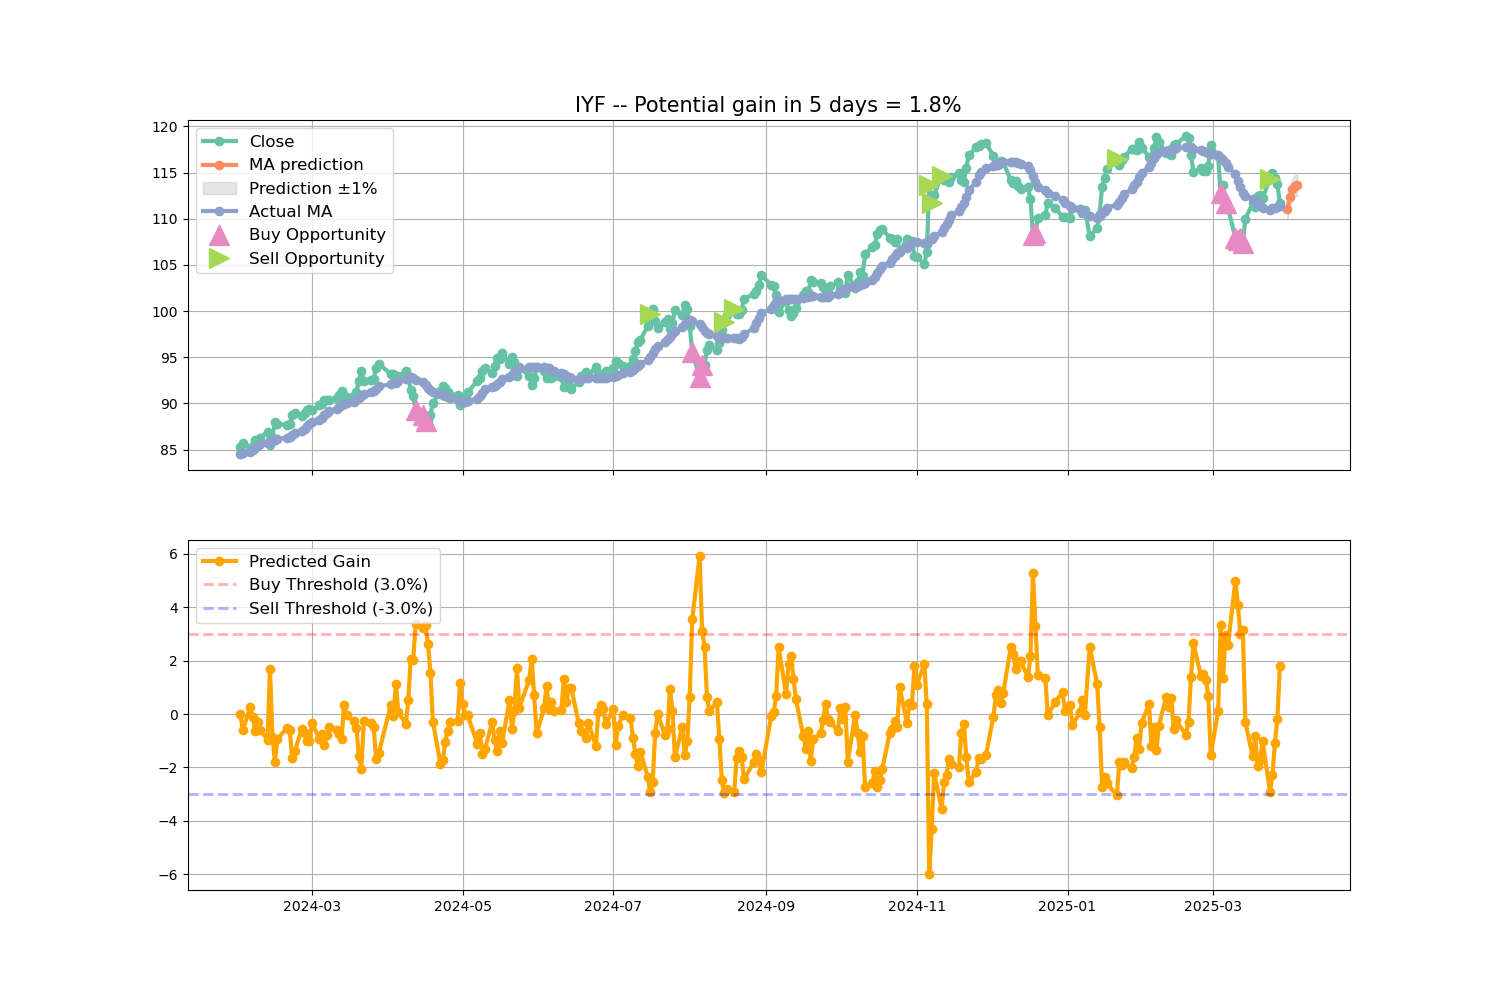 IYF -- Potential gain in 5 days = 1.8%
120
115
110
105
100
95
90
85
Close
MA prediction
Prediction ±1%
Actual MA
Buy Opportunity
Sell Opportunity
6
4
2
0
−2
−4
−6
Predicted Gain
Buy Threshold (3.0%)
Sell Threshold (-3.0%)
2024-03
2024-05
2024-07
2024-09
2024-11
2025-01
2025-03